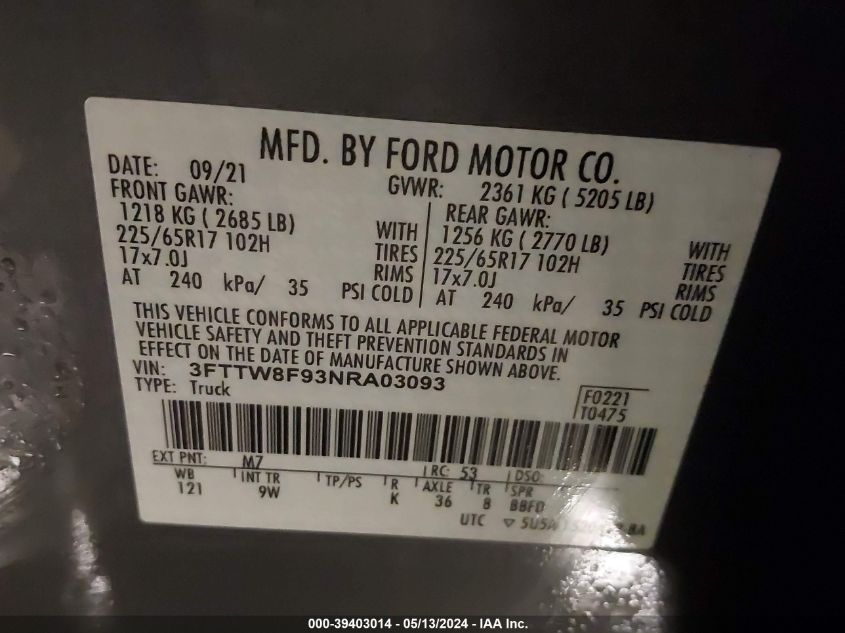 MFD. BY FORD MOTOR CO.
DATE: 09/21 GVWR: 2361 KG ( 5205 LB)
FRONT GAWR: REAR GAWR:
1218 KG ( 2685 LB) WITH 1256 KG ( 2770 LB) WITH
225/65R17 102H TIRES 225/65R17 102H TIRES
17x7.0J RIMS 17x7.0J RIMS
AT 240 kPa/ 35 PSI COLD AT 240 kPa/ 35 PSI COLD
THIS VEHICLE CONFORMS TO ALL APPLICABLE FEDERAL MOTOR
VEHICLE SAFETY AND THEFT PREVENTION STANDARDS IN
EFFECT ON THE DATE OF MANUFACTURE SHOWN ABOVE.
VIN: 3FTTW8F93NRA03093
TYPE: Truck
F0221
T0475
EXT PNT: M7 RC: 53 DSO:
WB INT TR TP/PS R AXLE TR SPR
121 9W K 36 8 BBFD
UTC ▽
000-39403014 - 05/13/2024 - IAA Inc.